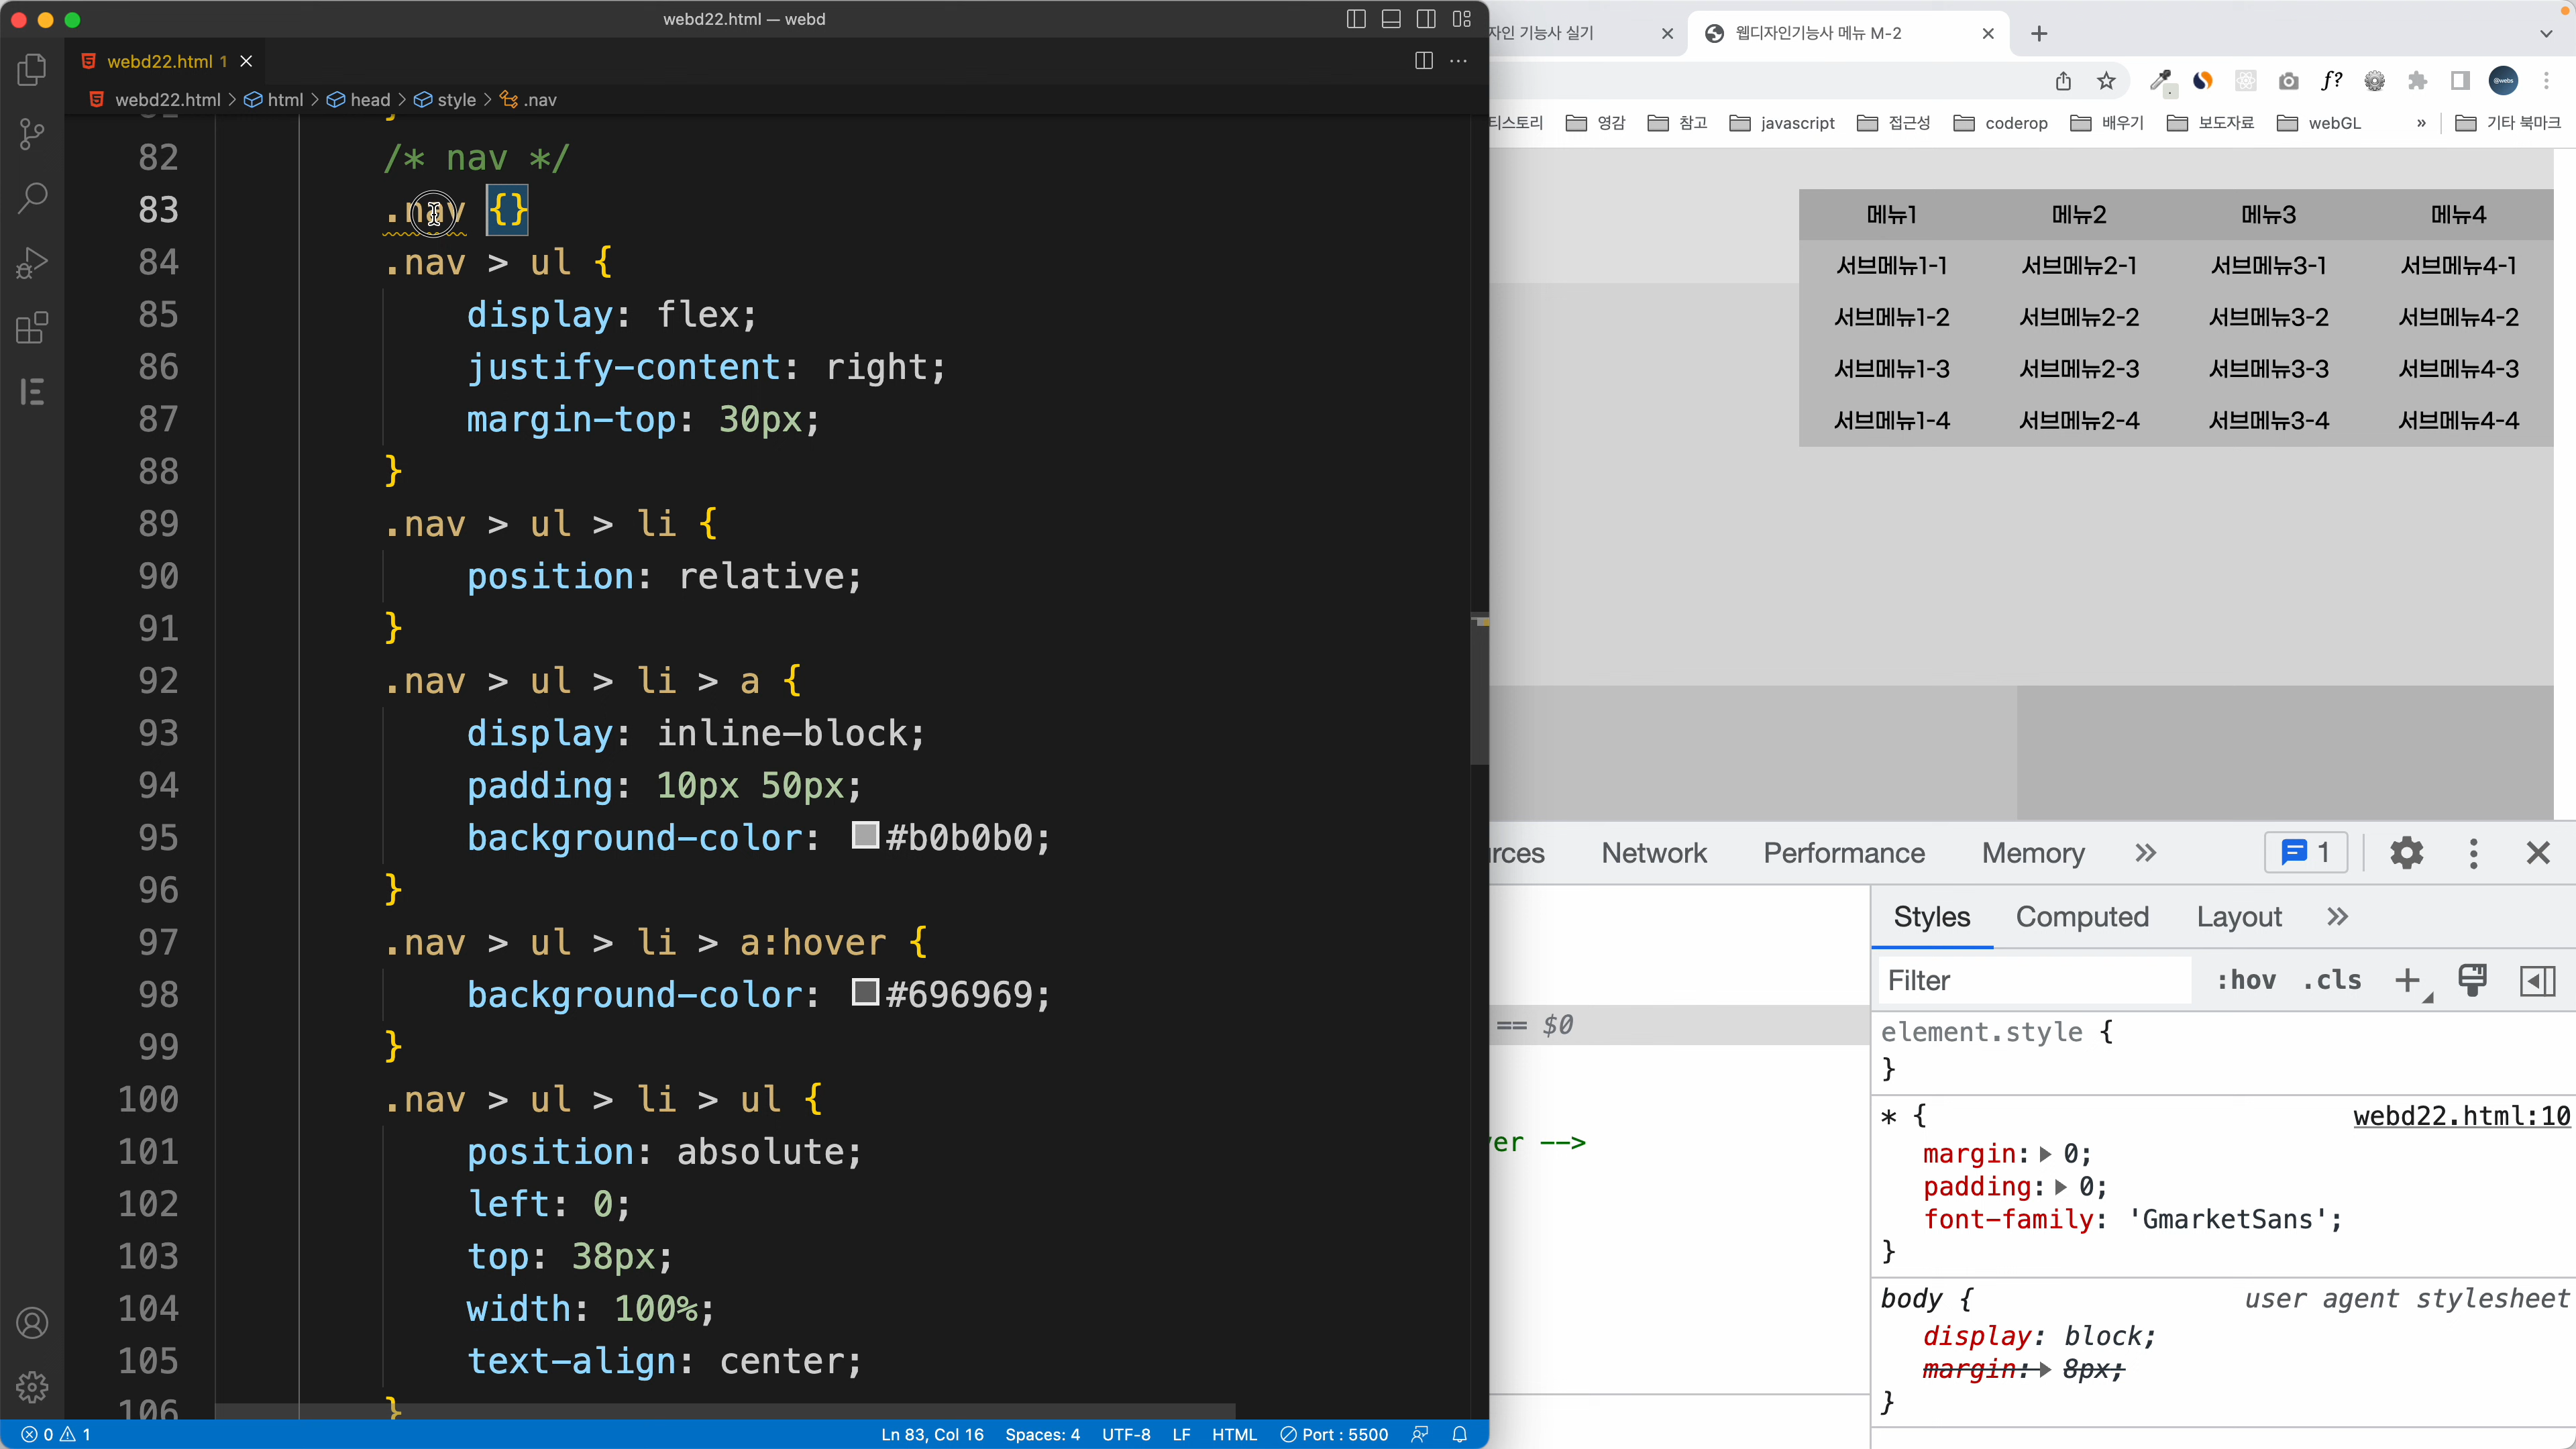 webd22.html — webd
webd22.html 1
webd22.html > html > head > style > .nav
82 /* nav */
83 .nav {}
84 .nav > ul {
85 display: flex;
86 justify-content: right;
87 margin-top: 30px;
88 }
89 .nav > ul > li {
90 position: relative;
91 }
92 .nav > ul > li > a {
93 display: inline-block;
94 padding: 10px 50px;
95 background-color: #b0b0b0;
96 }
97 .nav > ul > li > a:hover {
98 background-color: #696969;
99 }
100 .nav > ul > li > ul {
101 position: absolute;
102 left: 0;
103 top: 38px;
104 width: 100%;
105 text-align: center;
106 }
0 1
Ln 83, Col 16 Spaces: 4 UTF-8 LF HTML Port : 5500
자인 기능사 실기
웹디자인기능사 메뉴 M-2
f?
티스토리 영감 참고 javascript 접근성 coderop 배우기 보도자료 webGL » 기타 북마크
메뉴1 메뉴2 메뉴3 메뉴4
서브메뉴1-1 서브메뉴2-1 서브메뉴3-1 서브메뉴4-1
서브메뉴1-2 서브메뉴2-2 서브메뉴3-2 서브메뉴4-2
서브메뉴1-3 서브메뉴2-3 서브메뉴3-3 서브메뉴4-3
서브메뉴1-4 서브메뉴2-4 서브메뉴3-4 서브메뉴4-4
rces Network Performance Memory » 1
== $0
er -->
Styles Computed Layout »
Filter :hov .cls +
element.style {
}
* { webd22.html:10
margin: 0;
padding: 0;
font-family: 'GmarketSans';
}
body { user agent stylesheet
display: block;
margin: 8px;
}